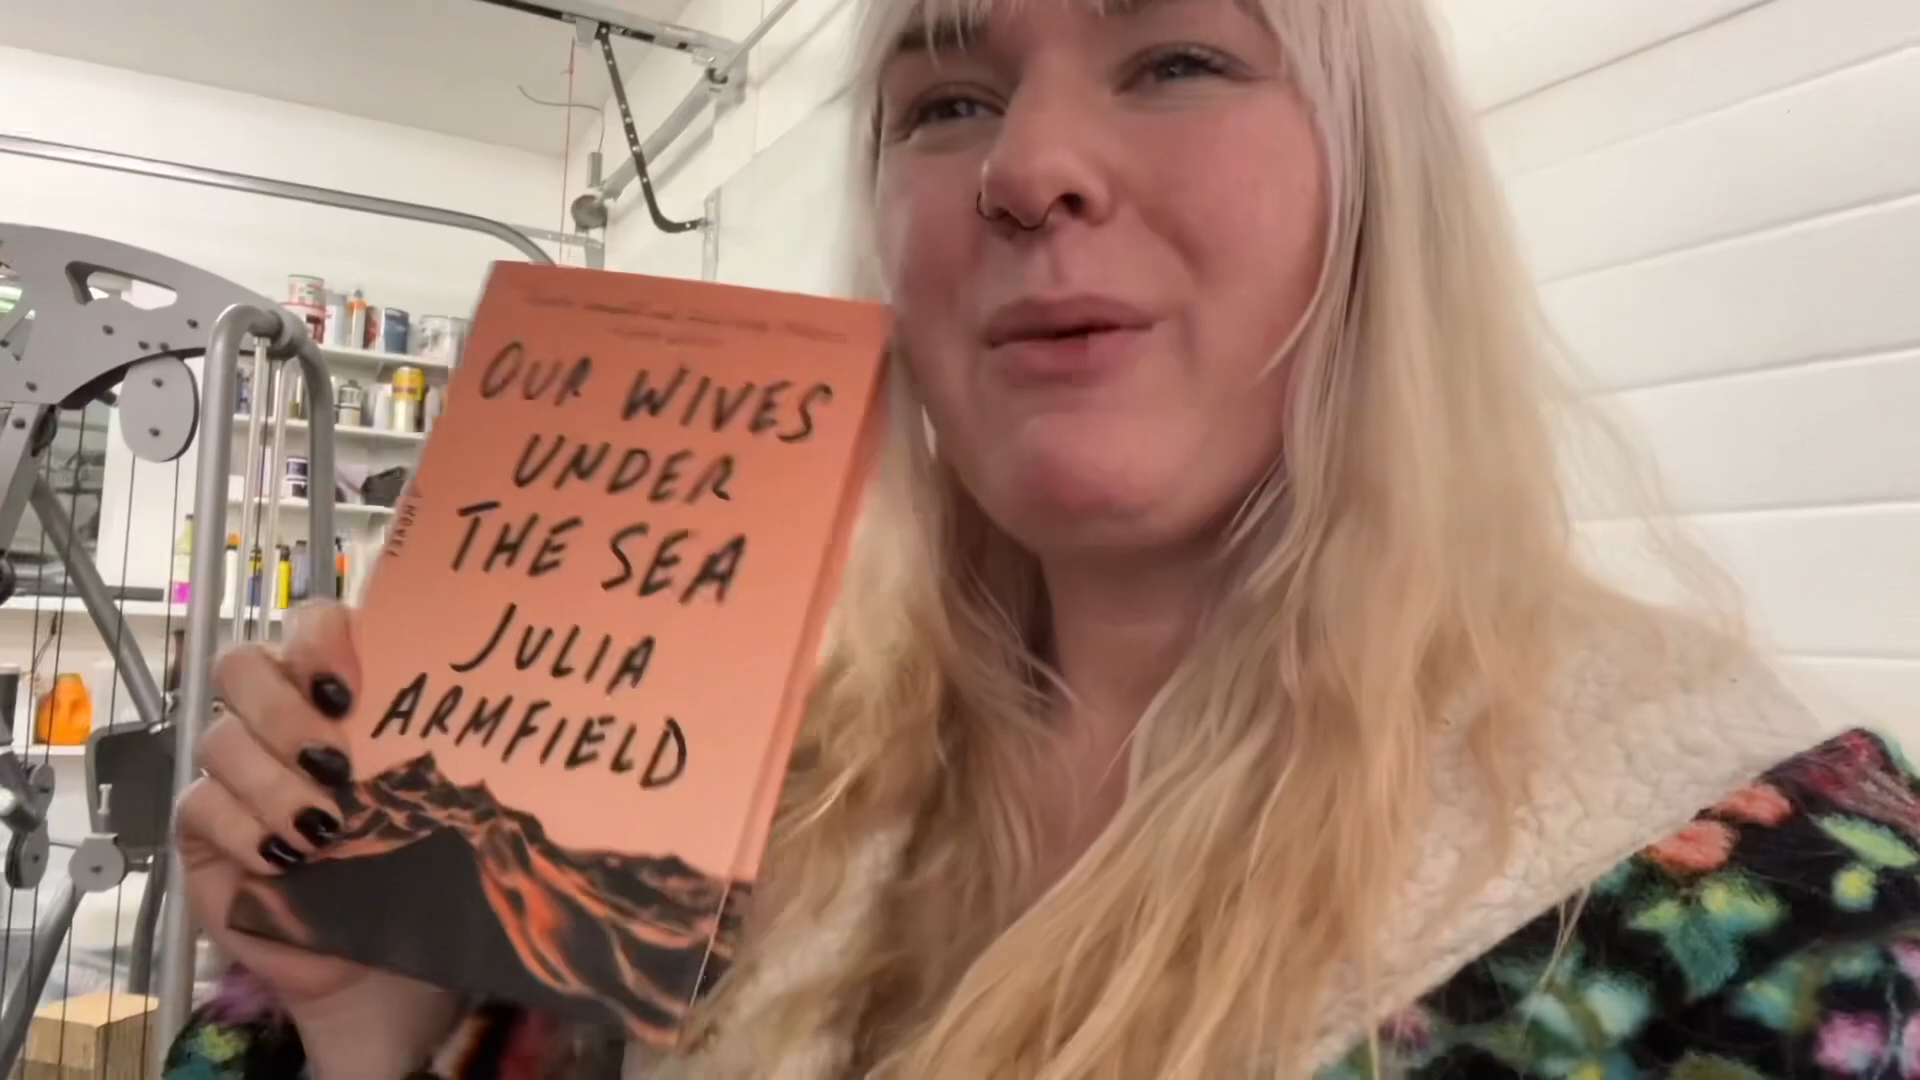 OUR WIVES
UNDER
THE SEA
JULIA
ARMFIELD